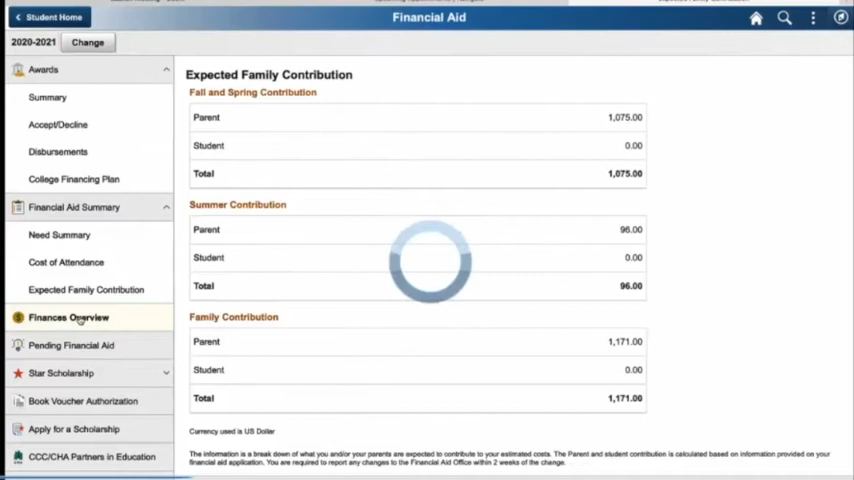 Student Home
Financial Aid
2020-2021 Change
Awards
Summary
Accept/Decline
Disbursements
College Financing Plan
Financial Aid Summary
Need Summary
Cost of Attendance
Expected Family Contribution
Finances Overview
Pending Financial Aid
Star Scholarship
Book Voucher Authorization
Apply for a Scholarship
CCC/CHA Partners in Education
Expected Family Contribution
Fall and Spring Contribution
Parent 1,075.00
Student 0.00
Total 1,075.00
Summer Contribution
Parent 96.00
Student 0.00
Total 96.00
Family Contribution
Parent 1,171.00
Student 0.00
Total 1,171.00
Currency used is US Dollar
The information is a break down of what you and/or your parents are expected to contribute to your estimated costs. The Parent and student contribution is calculated based on information provided on your
financial aid application. You are required to report any changes to the Financial Aid Office within 2 weeks of the change.